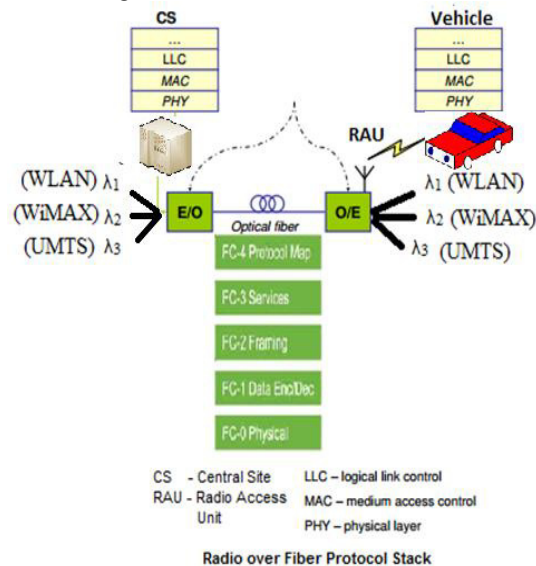 CS
Vehicle
...
LLC
MAC
PHY
...
LLC
MAC
PHY
RAU
(WLAN) λ1
(WiMAX) λ2
(UMTS) λ3
E/O
Optical fiber
O/E
λ1 (WLAN)
λ2 (WiMAX)
λ3 (UMTS)
FC-4 Protocol Map
FC-3 Services
FC-2 Framing
FC-1 Data Enc/Dec
FC-0 Physical
CS - Central Site
RAU - Radio Access
Unit
LLC – logical link control
MAC – medium access control
PHY – physical layer
Radio over Fiber Protocol Stack